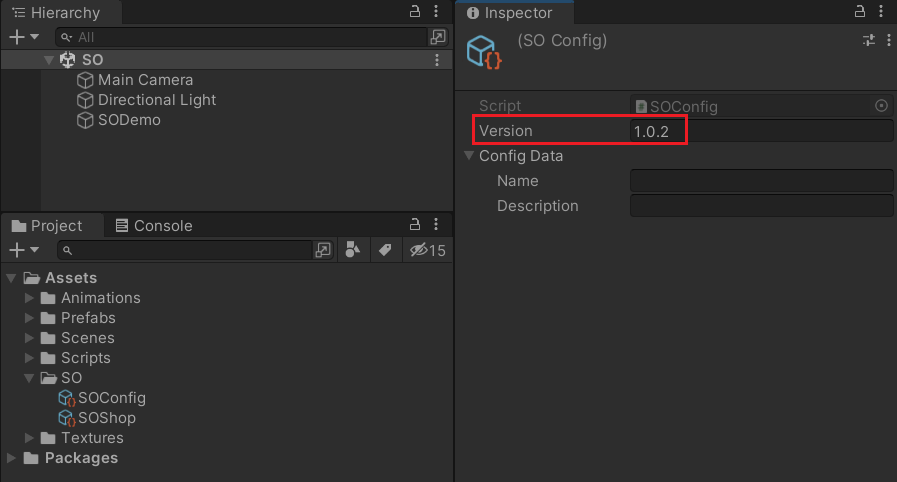 Hierarchy
All
SO
Main Camera
Directional Light
SODemo
Project
Console
15
Assets
Animations
Prefabs
Scenes
Scripts
SO
SOConfig
SOShop
Textures
Packages
Inspector
(SO Config)
Script SOConfig
Version 1.0.2
Config Data
Name
Description